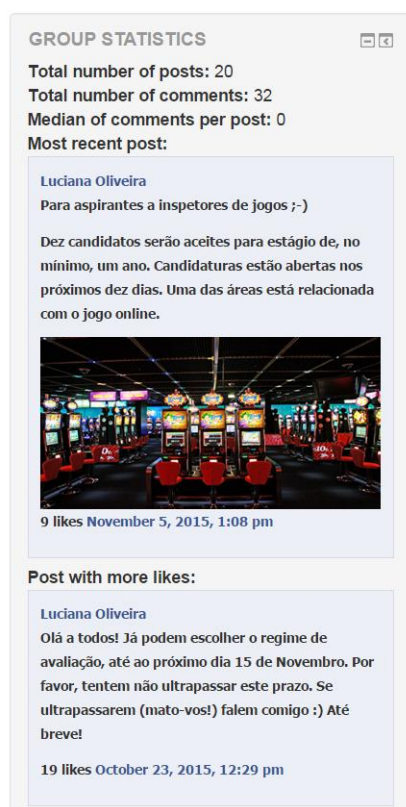 GROUP STATISTICS
Total number of posts: 20
Total number of comments: 32
Median of comments per post: 0
Most recent post:
Luciana Oliveira
Para aspirantes a inspetores de jogos ;-)
Dez candidatos serão aceites para estágio de, no
mínimo, um ano. Candidaturas estão abertas nos
próximos dez dias. Uma das áreas está relacionada
com o jogo online.
9 likes November 5, 2015, 1:08 pm
Post with more likes:
Luciana Oliveira
Olá a todos! Já podem escolher o regime de
avaliação, até ao próximo dia 15 de Novembro. Por
favor, tentem não ultrapassar este prazo. Se
ultrapassarem (mato-vos!) falem comigo :) Até
breve!
19 likes October 23, 2015, 12:29 pm